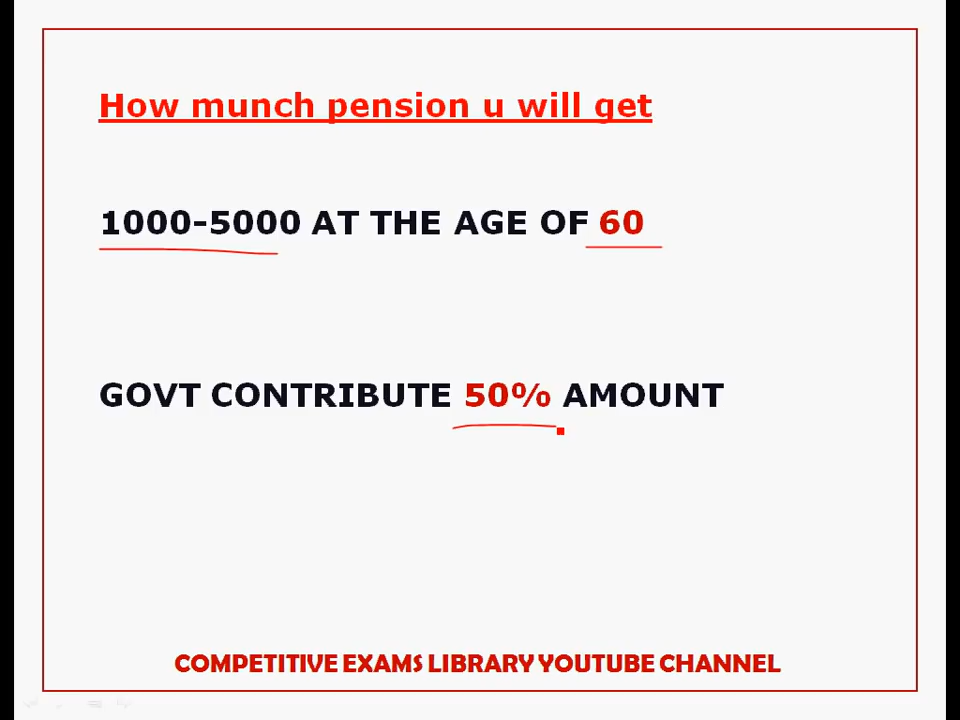 How munch pension u will get
1000-5000 AT THE AGE OF 60
GOVT CONTRIBUTE 50% AMOUNT
COMPETITIVE EXAMS LIBRARY YOUTUBE CHANNEL